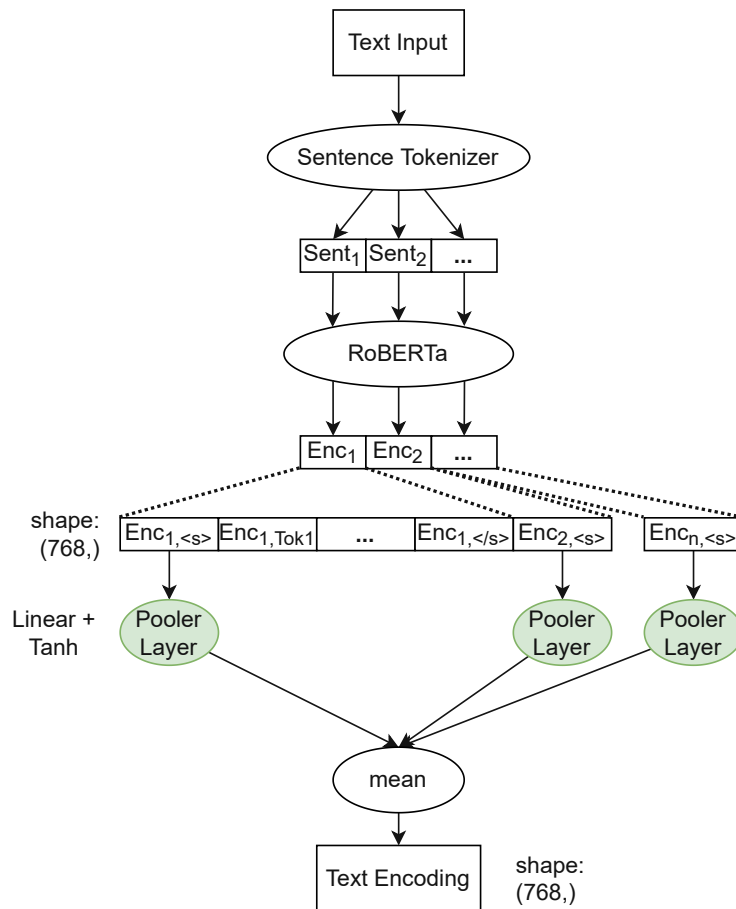 Text Input
Sentence Tokenizer
Sent1 Sent2 ...
RoBERTa
Enc1 Enc2 ...
shape:
(768,)
Enc1,<s> Enc1,Tok1 ... Enc1,</s> Enc2,<s> Encn,<s>
Linear +
Tanh
Pooler
Layer
Pooler
Layer
Pooler
Layer
mean
Text Encoding
shape:
(768,)